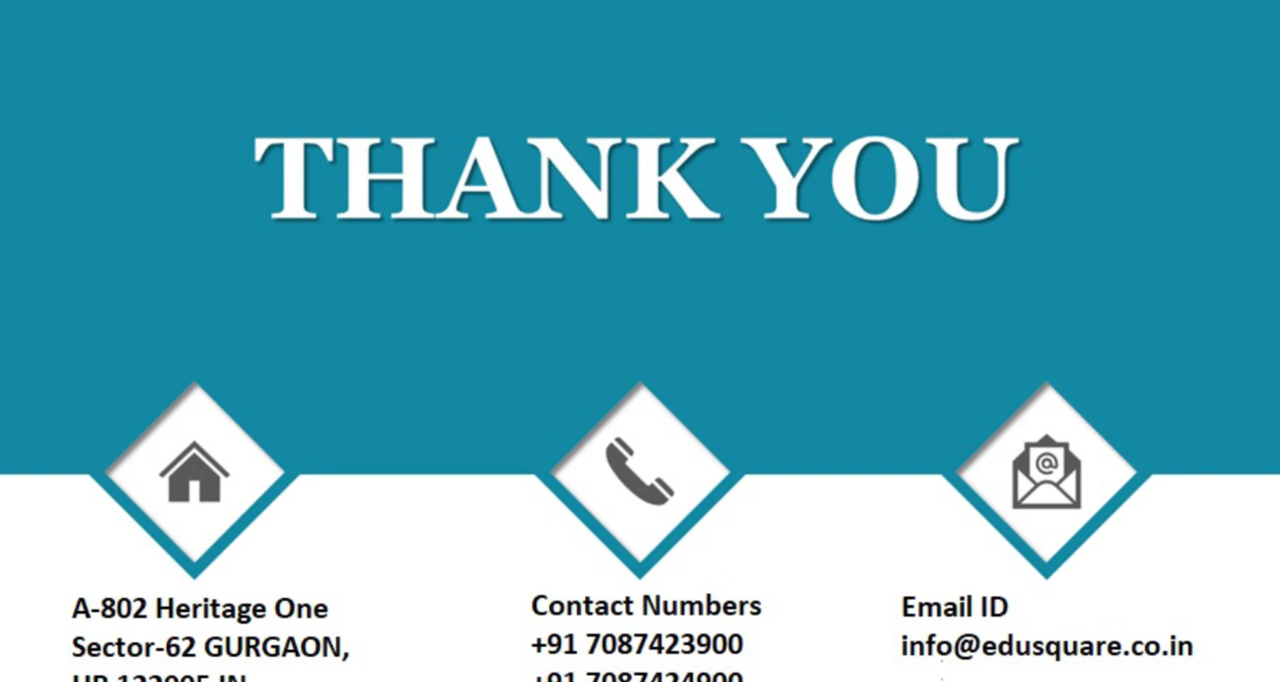 THANK YOU
A-802 Heritage One
Sector-62 GURGAON,
Contact Numbers
+91 7087423900
Email ID
info@edusquare.co.in